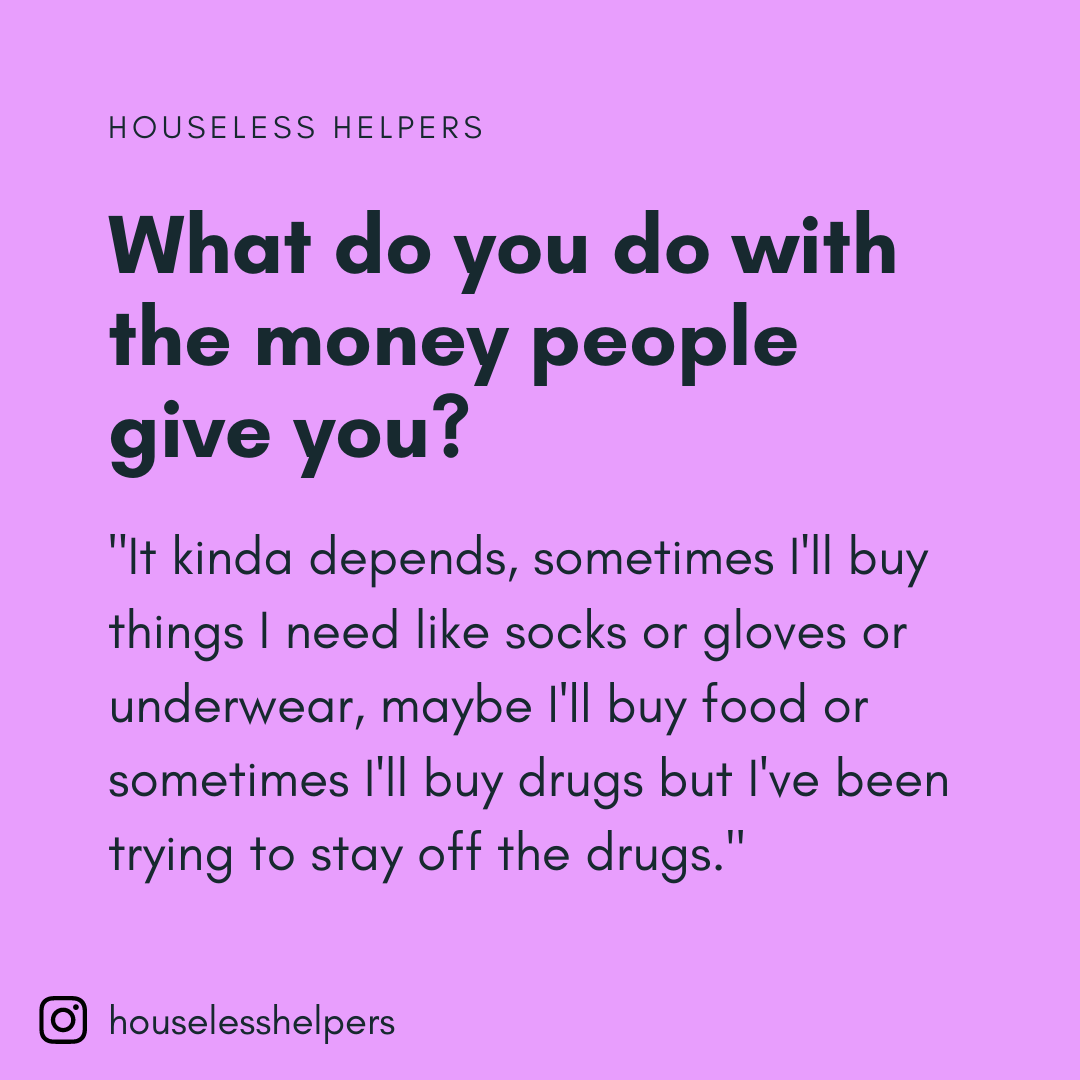 HOUSELESS HELPERS
What do you do with
the money people
give you?
"It kinda depends, sometimes I'll buy
things I need like socks or gloves or
underwear, maybe I'll buy food or
sometimes I'll buy drugs but I've been
trying to stay off the drugs."
houselesshelpers